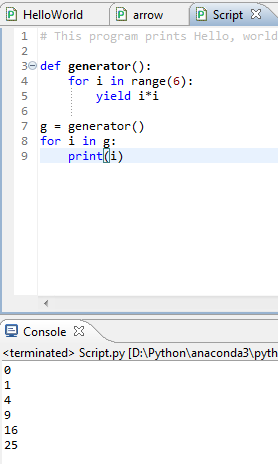 HelloWorld arrow Script
1 # This program prints Hello, world
2
3 def generator():
4     for i in range(6):
5         yield i*i
6
7 g = generator()
8 for i in g:
9     print(i)
Console
<terminated> Script.py [D:\Python\anaconda3\pyth
0
1
4
9
16
25